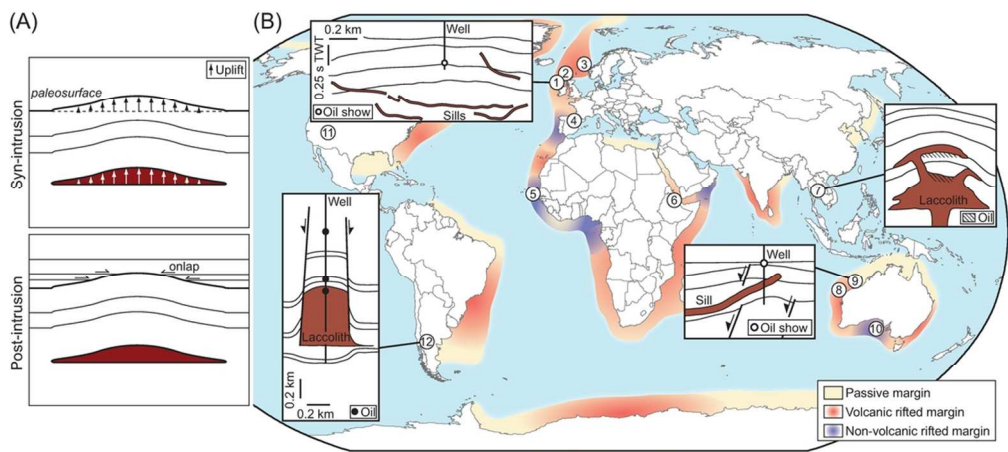 (A)
Syn-intrusion
Uplift
paleosurface
Post-intrusion
onlap
(B)
0.2 km
Well
0.25 s TWT
Oil show
Sills
1
2
3
4
5
6
7
8
9
10
11
12
Well
Laccolith
0.2 km
0.2 km
Oil
Laccolith
Oil
Well
Sill
Oil show
Passive margin
Volcanic rifted margin
Non-volcanic rifted margin